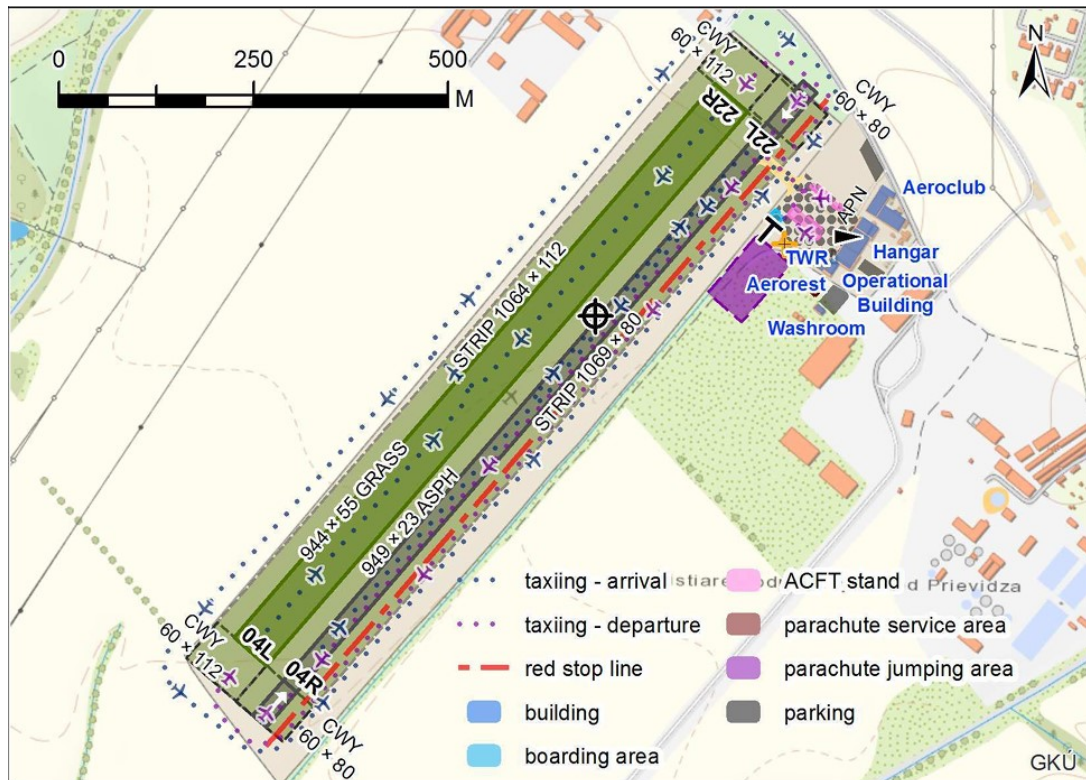 0
250
500
M
N
CWY
60 × 112
CWY
60 × 80
22R
22L
APN
Aeroclub
Hangar
TWR
Operational
Building
Aerorest
Washroom
STRIP 1064 × 112
STRIP 1069 × 80
944 × 55 GRASS
949 × 23 ASPH
04L
04R
CWY
60 × 112
CWY
60 × 80
d Prievidza
taxiing - arrival
taxiing - departure
red stop line
building
boarding area
ACFT stand
parachute service area
parachute jumping area
parking
GKÚ